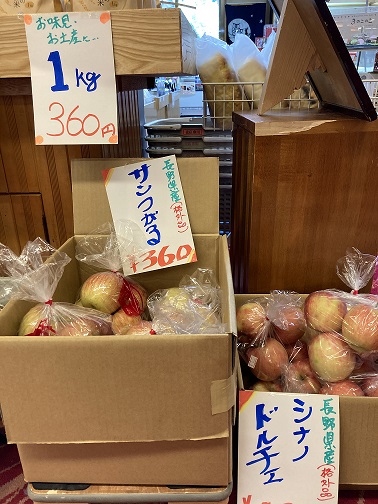 お味見・
お土産に…
1kg
360円
長野県産(格外品)
サンつがる
¥360
長野県産(格外品)
シナノ
ドルチェ